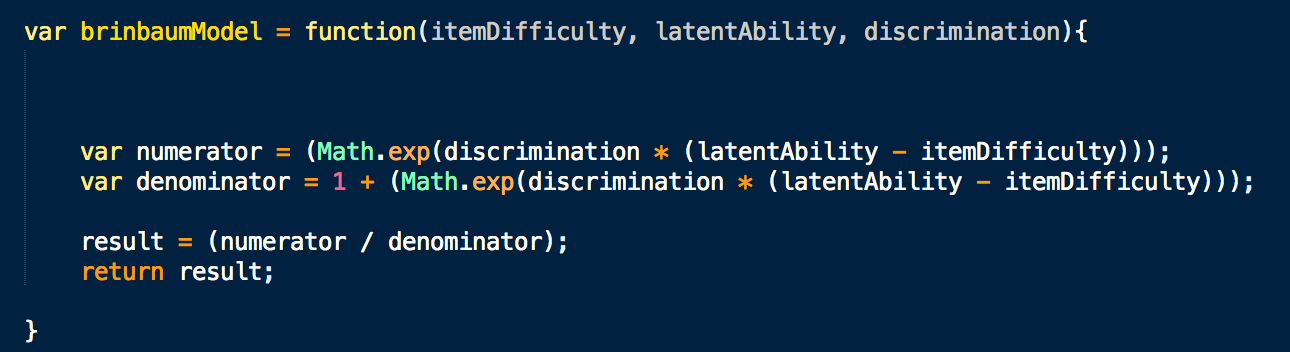 var brinbaumModel = function(itemDifficulty, latentAbility, discrimination){
var numerator = (Math.exp(discrimination * (latentAbility - itemDifficulty)));
var denominator = 1 + (Math.exp(discrimination * (latentAbility - itemDifficulty)));
result = (numerator / denominator);
return result;
}